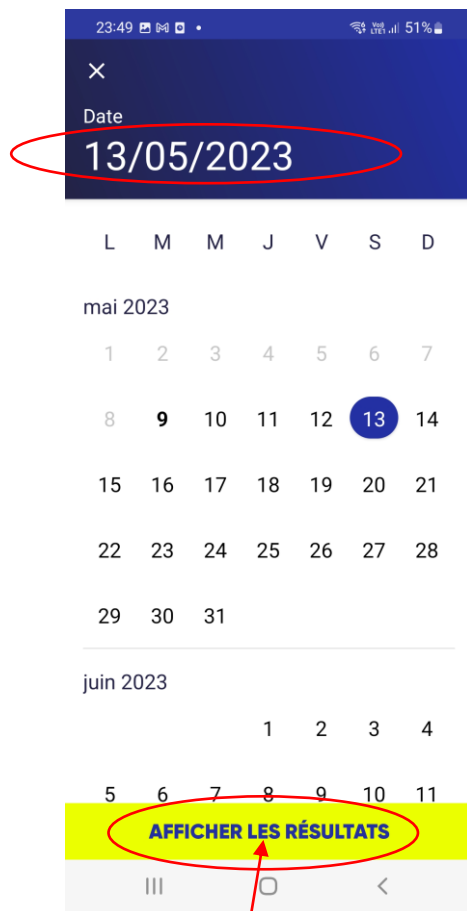 23:49 51%
Date
13/05/2023
L M M J V S D
mai 2023
1 2 3 4 5 6 7
8 9 10 11 12 13 14
15 16 17 18 19 20 21
22 23 24 25 26 27 28
29 30 31
juin 2023
1 2 3 4
5 6 7 8 9 10 11
AFFICHER LES RÉSULTATS